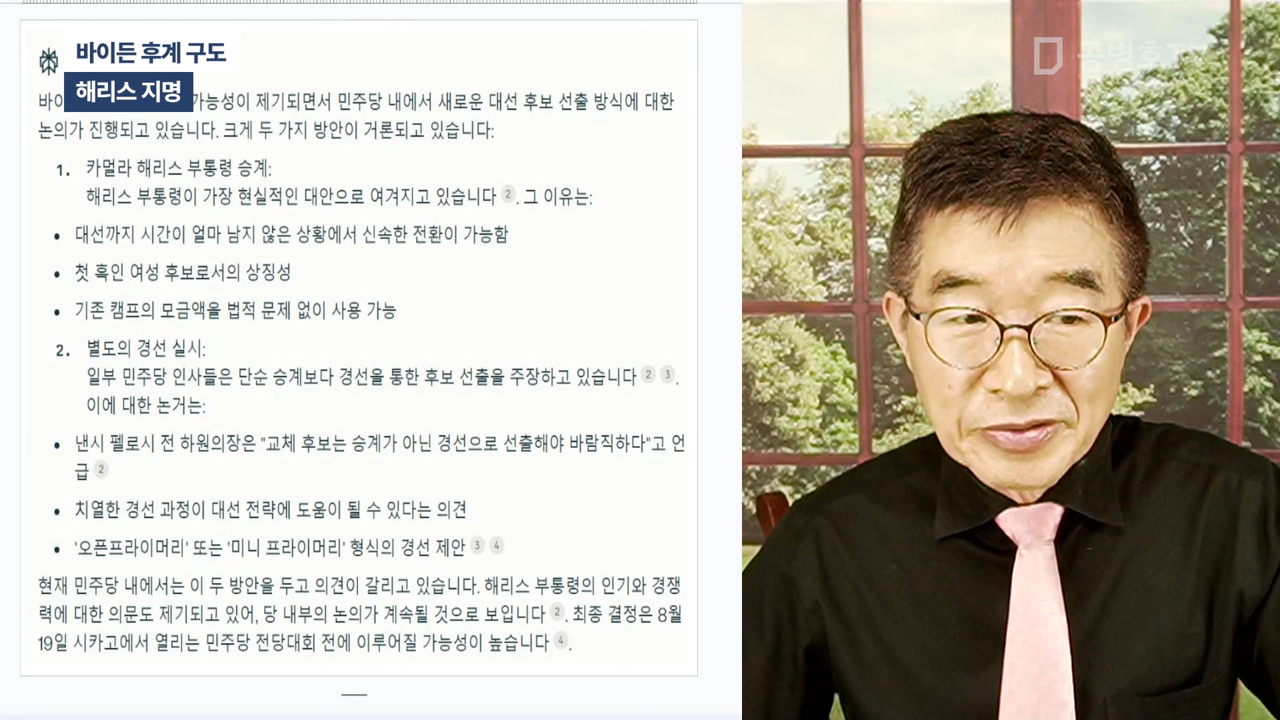 바이든 후계 구도
해리스 지명
공병호
바이 가능성이 제기되면서 민주당 내에서 새로운 대선 후보 선출 방식에 대한
논의가 진행되고 있습니다. 크게 두 가지 방안이 거론되고 있습니다:
1. 카멀라 해리스 부통령 승계:
해리스 부통령이 가장 현실적인 대안으로 여겨지고 있습니다 2. 그 이유는:
• 대선까지 시간이 얼마 남지 않은 상황에서 신속한 전환이 가능함
• 첫 흑인 여성 후보로서의 상징성
• 기존 캠프의 모금액을 법적 문제 없이 사용 가능
2. 별도의 경선 실시:
일부 민주당 인사들은 단순 승계보다 경선을 통한 후보 선출을 주장하고 있습니다 2 3.
이에 대한 논거는:
• 낸시 펠로시 전 하원의장은 "교체 후보는 승계가 아닌 경선으로 선출해야 바람직하다"고 언
급 2
• 치열한 경선 과정이 대선 전략에 도움이 될 수 있다는 의견
• '오픈프라이머리' 또는 '미니 프라이머리' 형식의 경선 제안 3 4
현재 민주당 내에서는 이 두 방안을 두고 의견이 갈리고 있습니다. 해리스 부통령의 인기와 경쟁
력에 대한 의문도 제기되고 있어, 당 내부의 논의가 계속될 것으로 보입니다 2. 최종 결정은 8월
19일 시카고에서 열리는 민주당 전당대회 전에 이루어질 가능성이 높습니다 4.